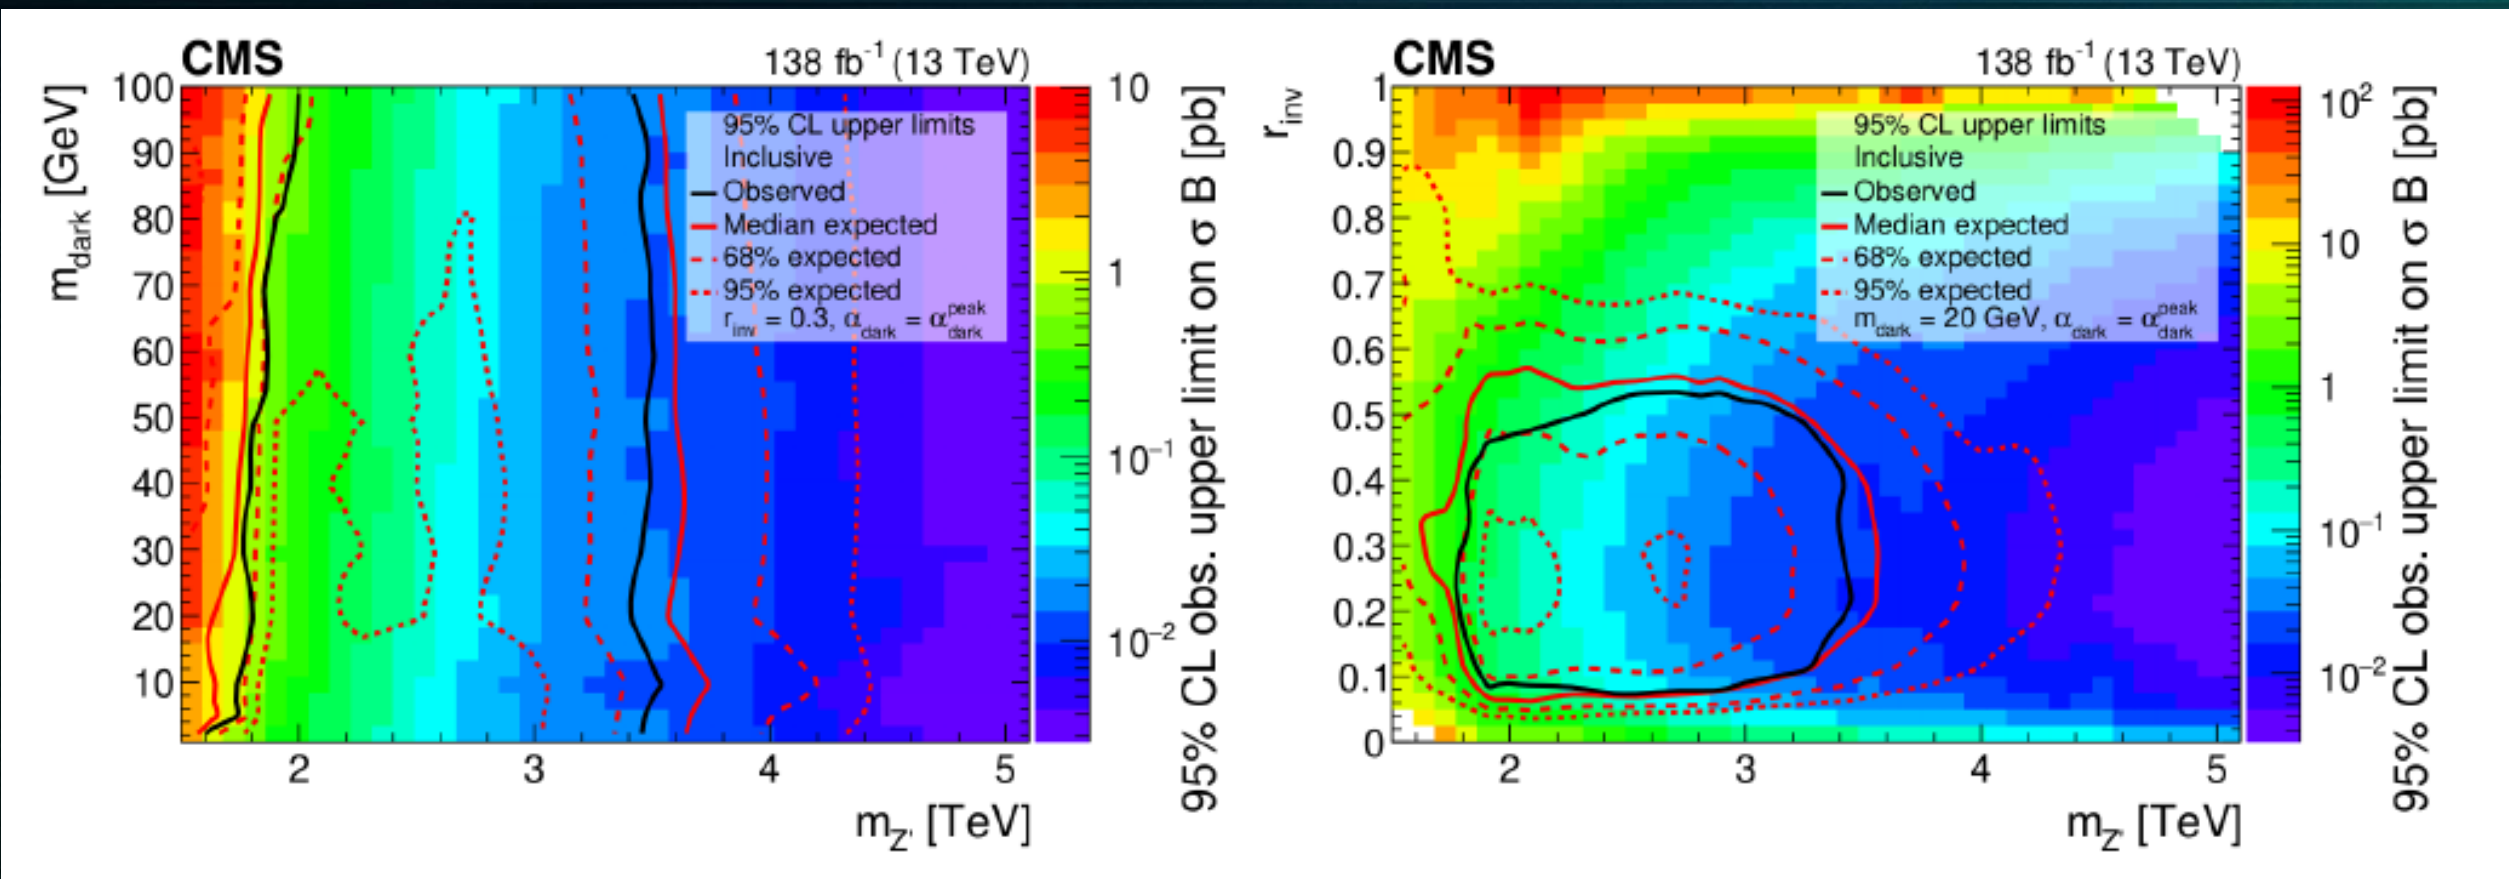 CMS
138 fb⁻¹ (13 TeV)
m_dark [GeV]
100
90
80
70
60
50
40
30
20
10
95% CL upper limits
Inclusive
Observed
Median expected
68% expected
95% expected
r_inv = 0.3, α_dark = α_dark^peak
2
3
4
5
m_Z' [TeV]
10
1
10⁻¹
10⁻²
95% CL obs. upper limit on σ B [pb]
CMS
138 fb⁻¹ (13 TeV)
r_inv
1
0.9
0.8
0.7
0.6
0.5
0.4
0.3
0.2
0.1
0
95% CL upper limits
Inclusive
Observed
Median expected
68% expected
95% expected
m_dark = 20 GeV, α_dark = α_dark^peak
2
3
4
5
m_Z' [TeV]
10²
10
1
10⁻¹
10⁻²
95% CL obs. upper limit on σ B [pb]